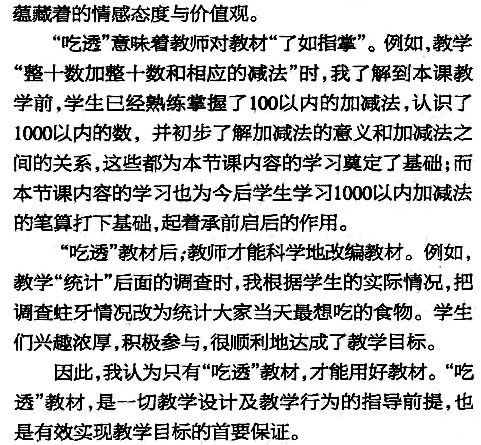 蕴藏着的情感态度与价值观。
“吃透”意味着教师对教材“了如指掌”。例如,教学
“整十数加整十数和相应的减法”时,我了解到本课教
学前,学生已经熟练掌握了100以内的加减法,认识了
1000以内的数，并初步了解加减法的意义和加减法之
间的关系,这些都为本节课内容的学习奠定了基础;而
本节课内容的学习也为今后学生学习1000以内加减法
的笔算打下基础,起着承前启后的作用。
“吃透”教材后,教师才能科学地改编教材。例如,
教学“统计”后面的调查时,我根据学生的实际情况,把
调查蛀牙情况改为统计大家当天最想吃的食物。学生
们兴趣浓厚,积极参与,很顺利地达成了教学目标。
因此,我认为只有“吃透”教材,才能用好教材。“吃
透”教材,是一切教学设计及教学行为的指导前提,也
是有效实现教学目标的首要保证。